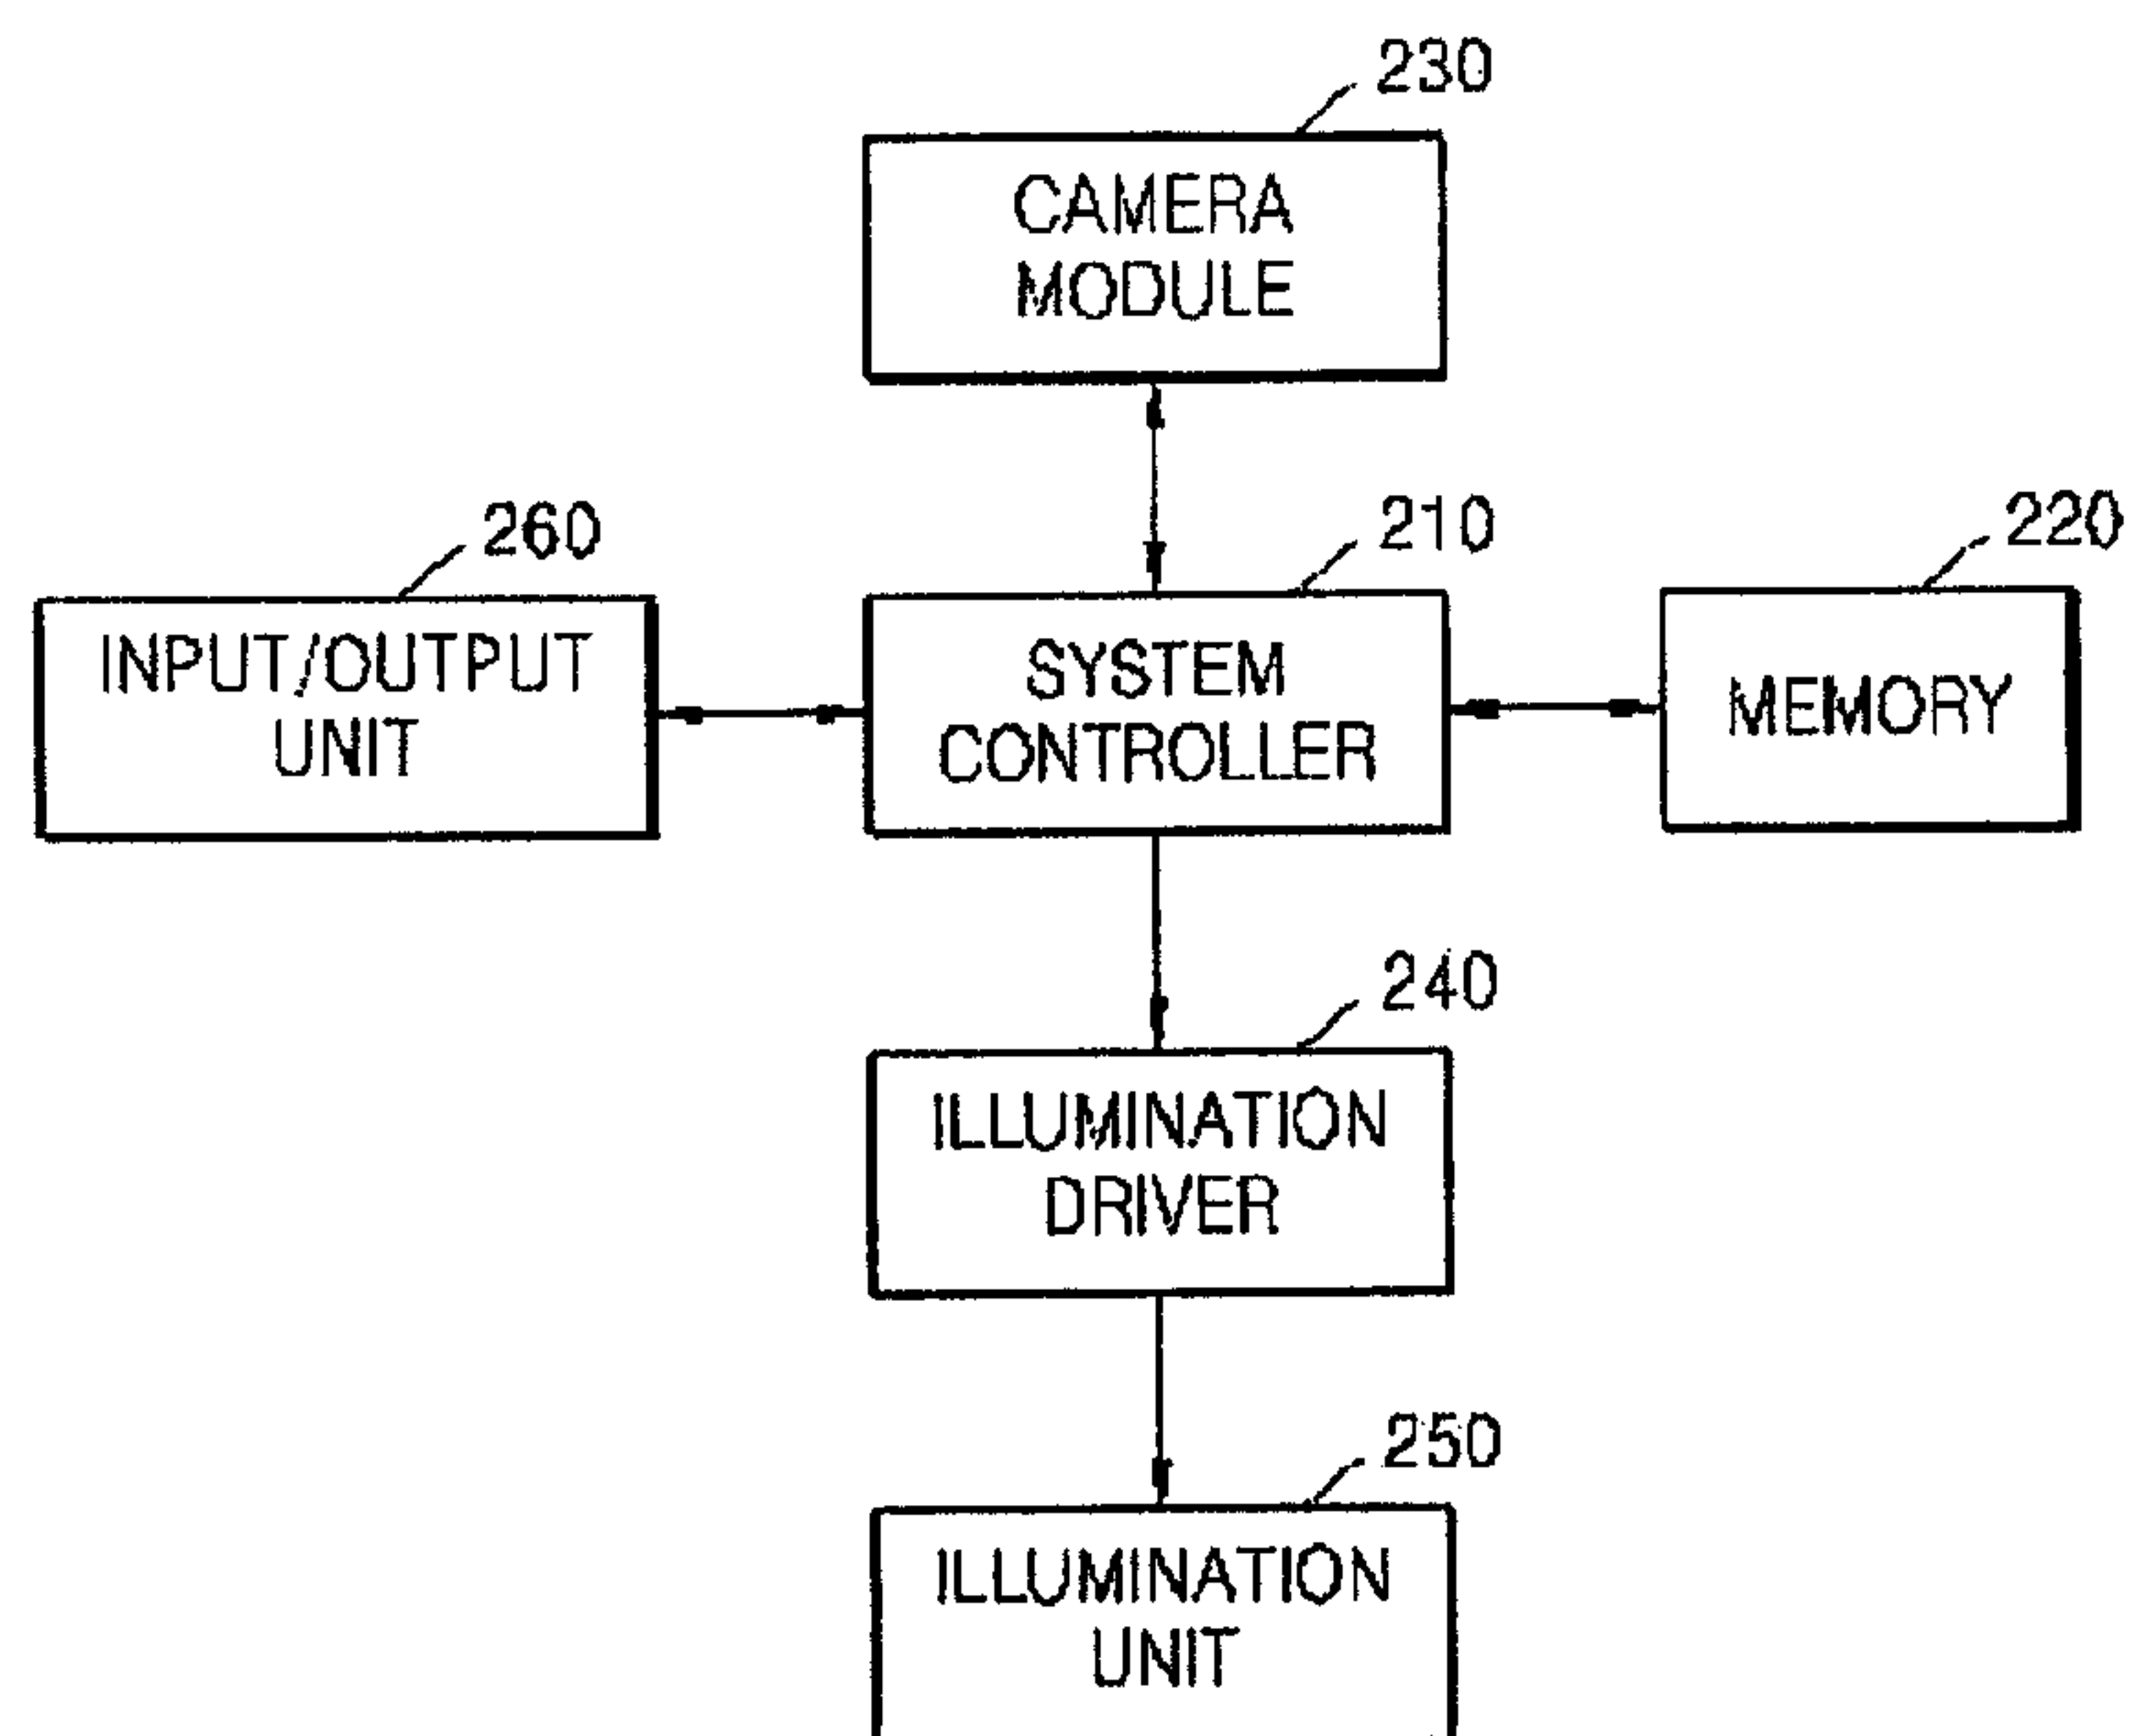 230
CAMERA
MODULE
260
210
220
INPUT/OUTPUT
UNIT
SYSTEM
CONTROLLER
MEMORY
240
ILLUMINATION
DRIVER
250
ILLUMINATION
UNIT